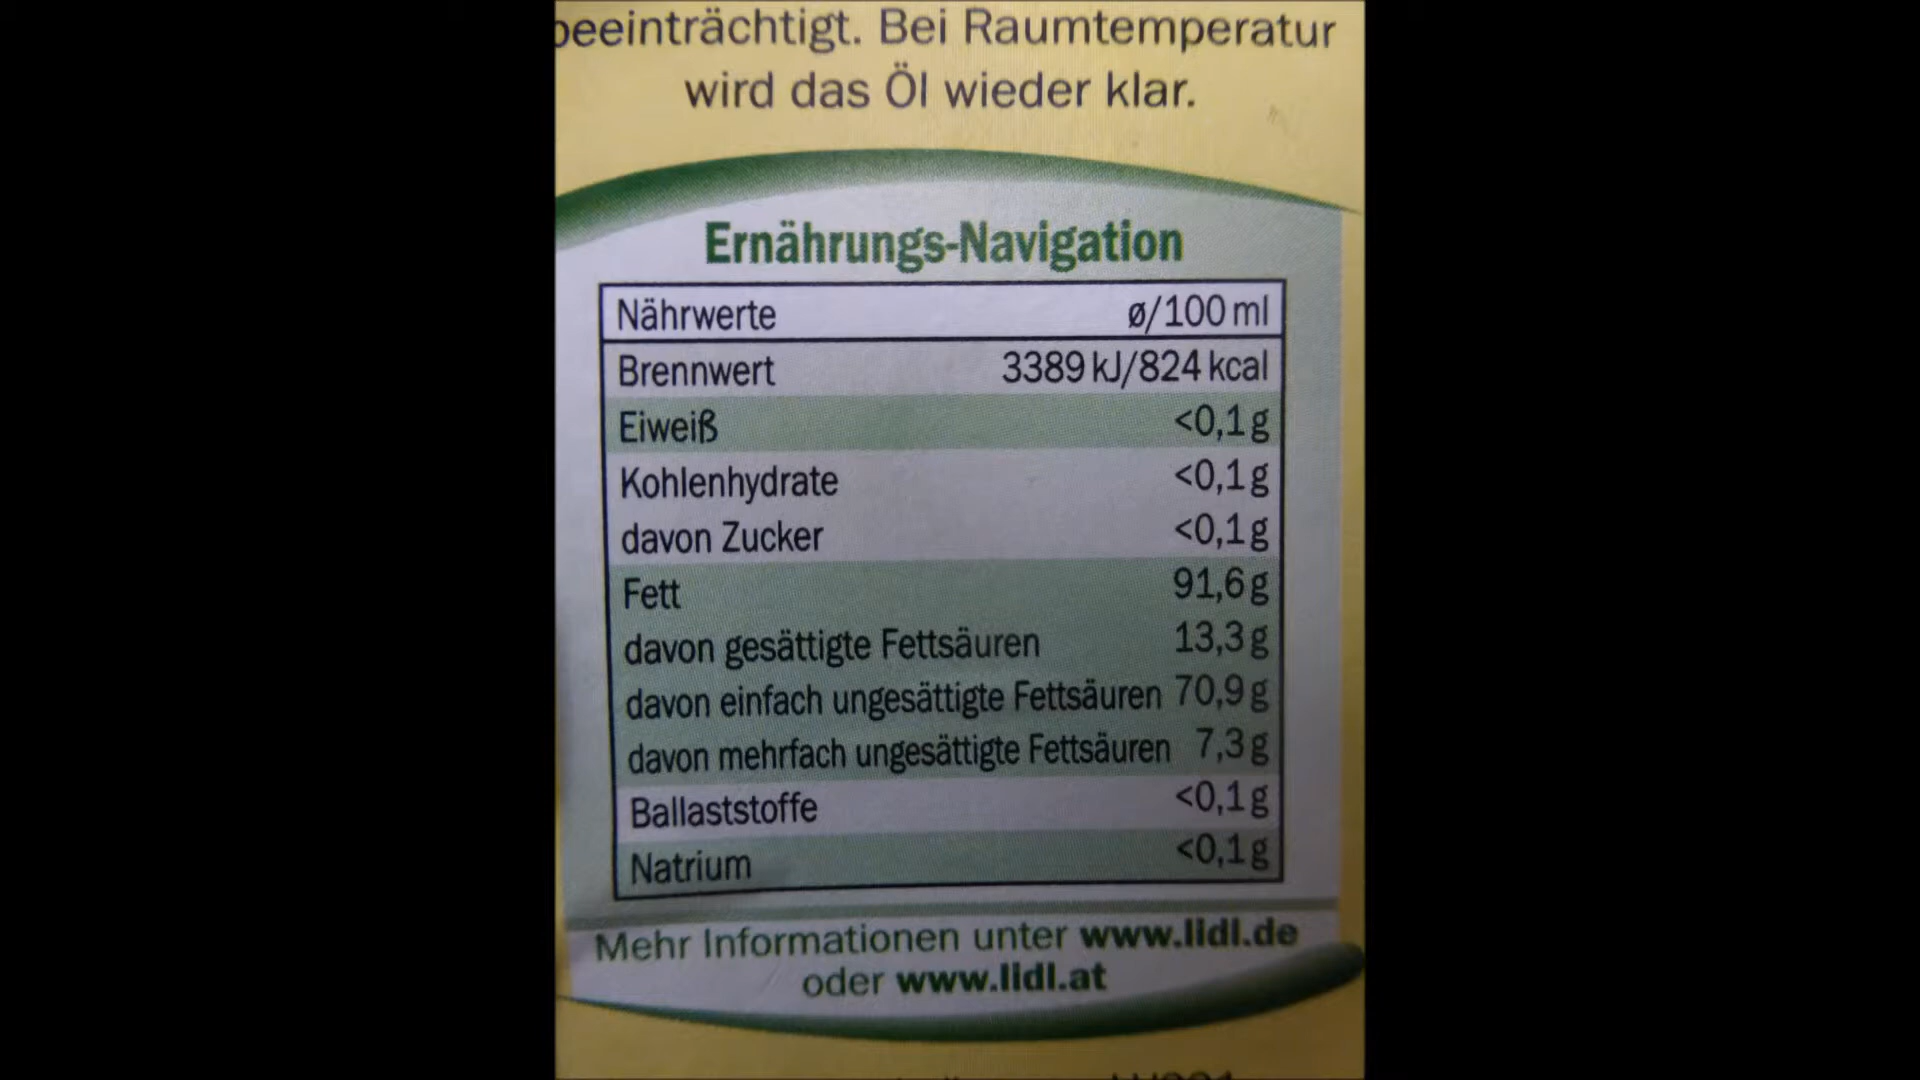 beeinträchtigt. Bei Raumtemperatur
wird das Öl wieder klar.
Ernährungs-Navigation
Nährwerte ø/100 ml
Brennwert 3389 kJ/824 kcal
Eiweiß <0,1 g
Kohlenhydrate <0,1 g
davon Zucker <0,1 g
Fett 91,6 g
davon gesättigte Fettsäuren 13,3 g
davon einfach ungesättigte Fettsäuren 70,9 g
davon mehrfach ungesättigte Fettsäuren 7,3 g
Ballaststoffe <0,1 g
Natrium <0,1 g
Mehr Informationen unter www.lidl.de
oder www.lidl.at